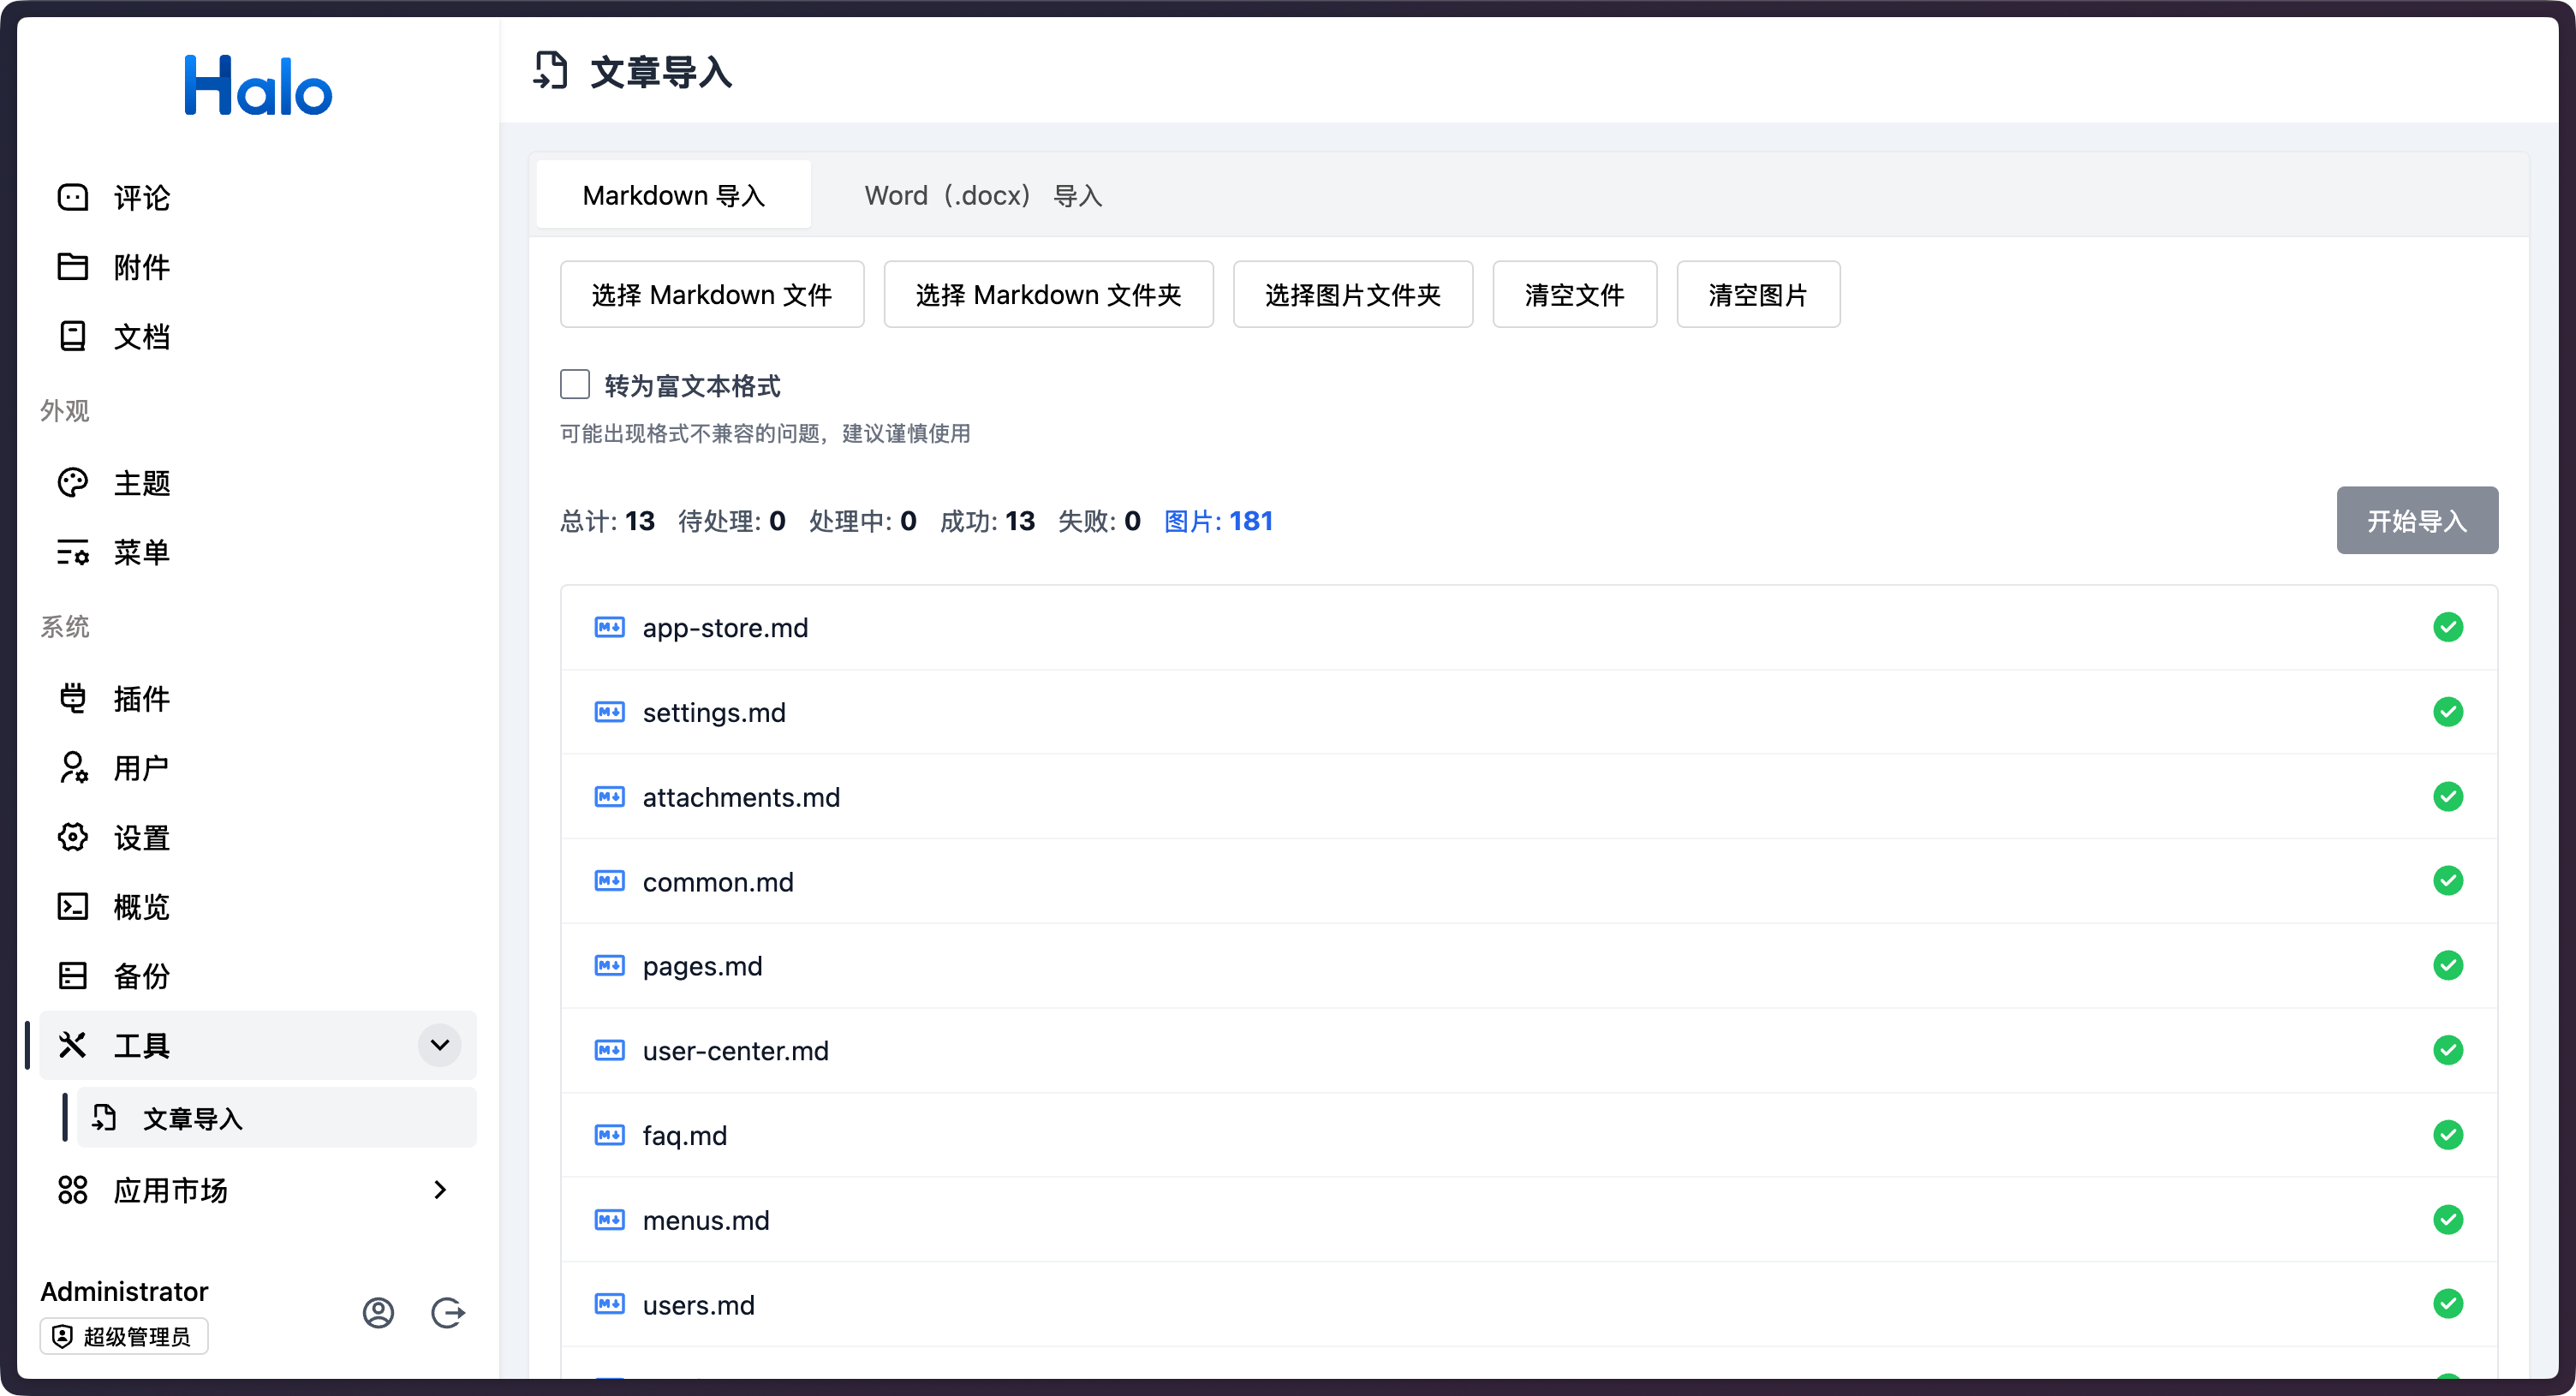 Halo
评论
附件
文档
外观
主题
菜单
系统
插件
用户
设置
概览
备份
工具
文章导入
应用市场
Administrator
超级管理员
文章导入
Markdown 导入
Word（.docx） 导入
选择 Markdown 文件
选择 Markdown 文件夹
选择图片文件夹
清空文件
清空图片
转为富文本格式
可能出现格式不兼容的问题，建议谨慎使用
总计: 13 待处理: 0 处理中: 0 成功: 13 失败: 0 图片: 181
开始导入
app-store.md
settings.md
attachments.md
common.md
pages.md
user-center.md
faq.md
menus.md
users.md